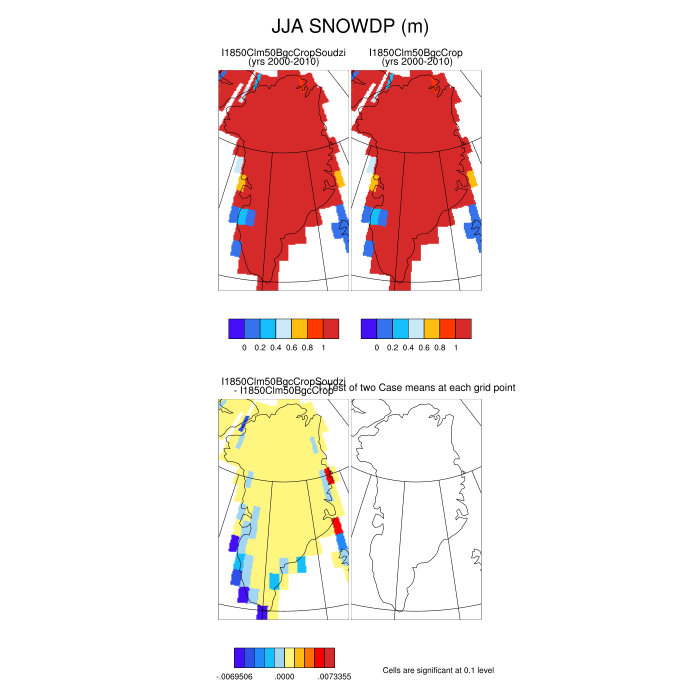 JJA SNOWDP (m)
I1850Clm50BgcCropSoudzi
(yrs 2000-2010)
I1850Clm50BgcCrop
(yrs 2000-2010)
0 0.2 0.4 0.6 0.8 1
0 0.2 0.4 0.6 0.8 1
I1850Clm50BgcCropSoudzi
- I1850Clm50BgcCrop
of two Case means at each grid point
-.0069506 .0000 .0073355
Cells are significant at 0.1 level